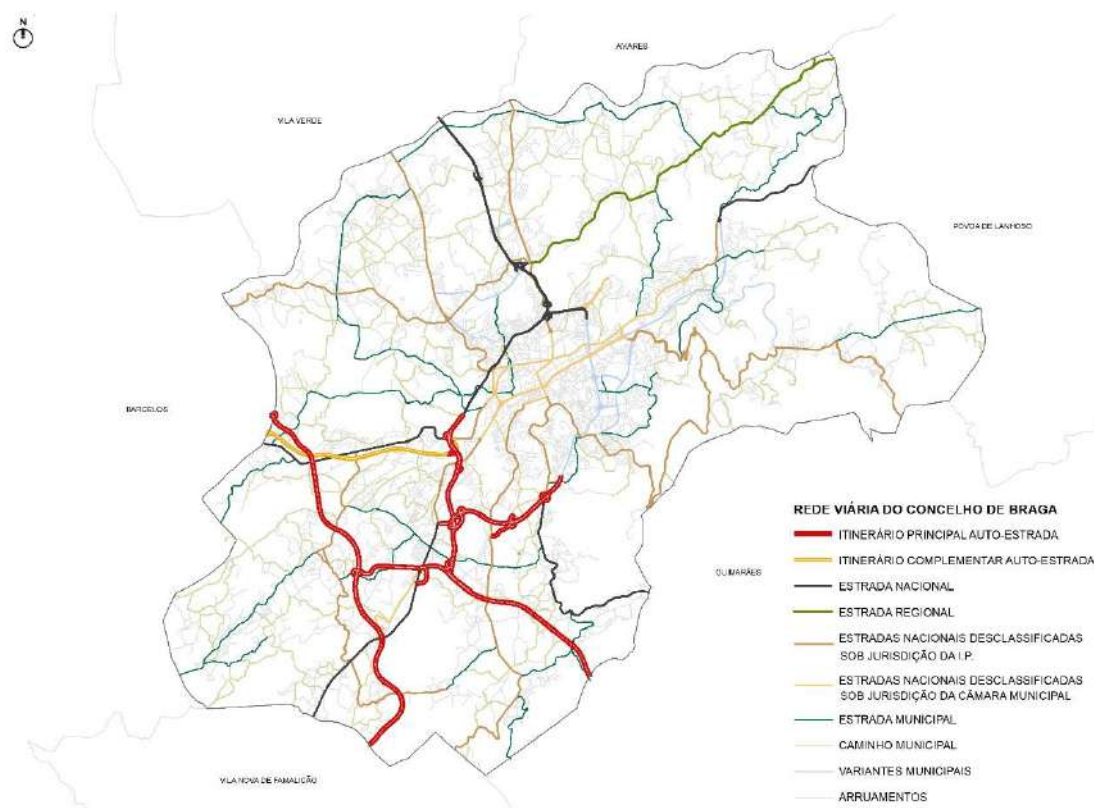 N
AMARES
VILA VERDE
PÓVOA DE LANHOSO
BARCELOS
REDE VIÁRIA DO CONCELHO DE BRAGA
ITINERÁRIO PRINCIPAL AUTO-ESTRADA
ITINERÁRIO COMPLEMENTAR AUTO-ESTRADA
GUIMARÃES
ESTRADA NACIONAL
ESTRADA REGIONAL
ESTRADAS NACIONAIS DESCLASSIFICADAS
SOB JURISDIÇÃO DA I.P.
ESTRADAS NACIONAIS DESCLASSIFICADAS
SOB JURISDIÇÃO DA CÂMARA MUNICIPAL
ESTRADA MUNICIPAL
CAMINHO MUNICIPAL
VARIANTES MUNICIPAIS
VILA NOVA DE FAMALICÃO
ARRUAMENTOS